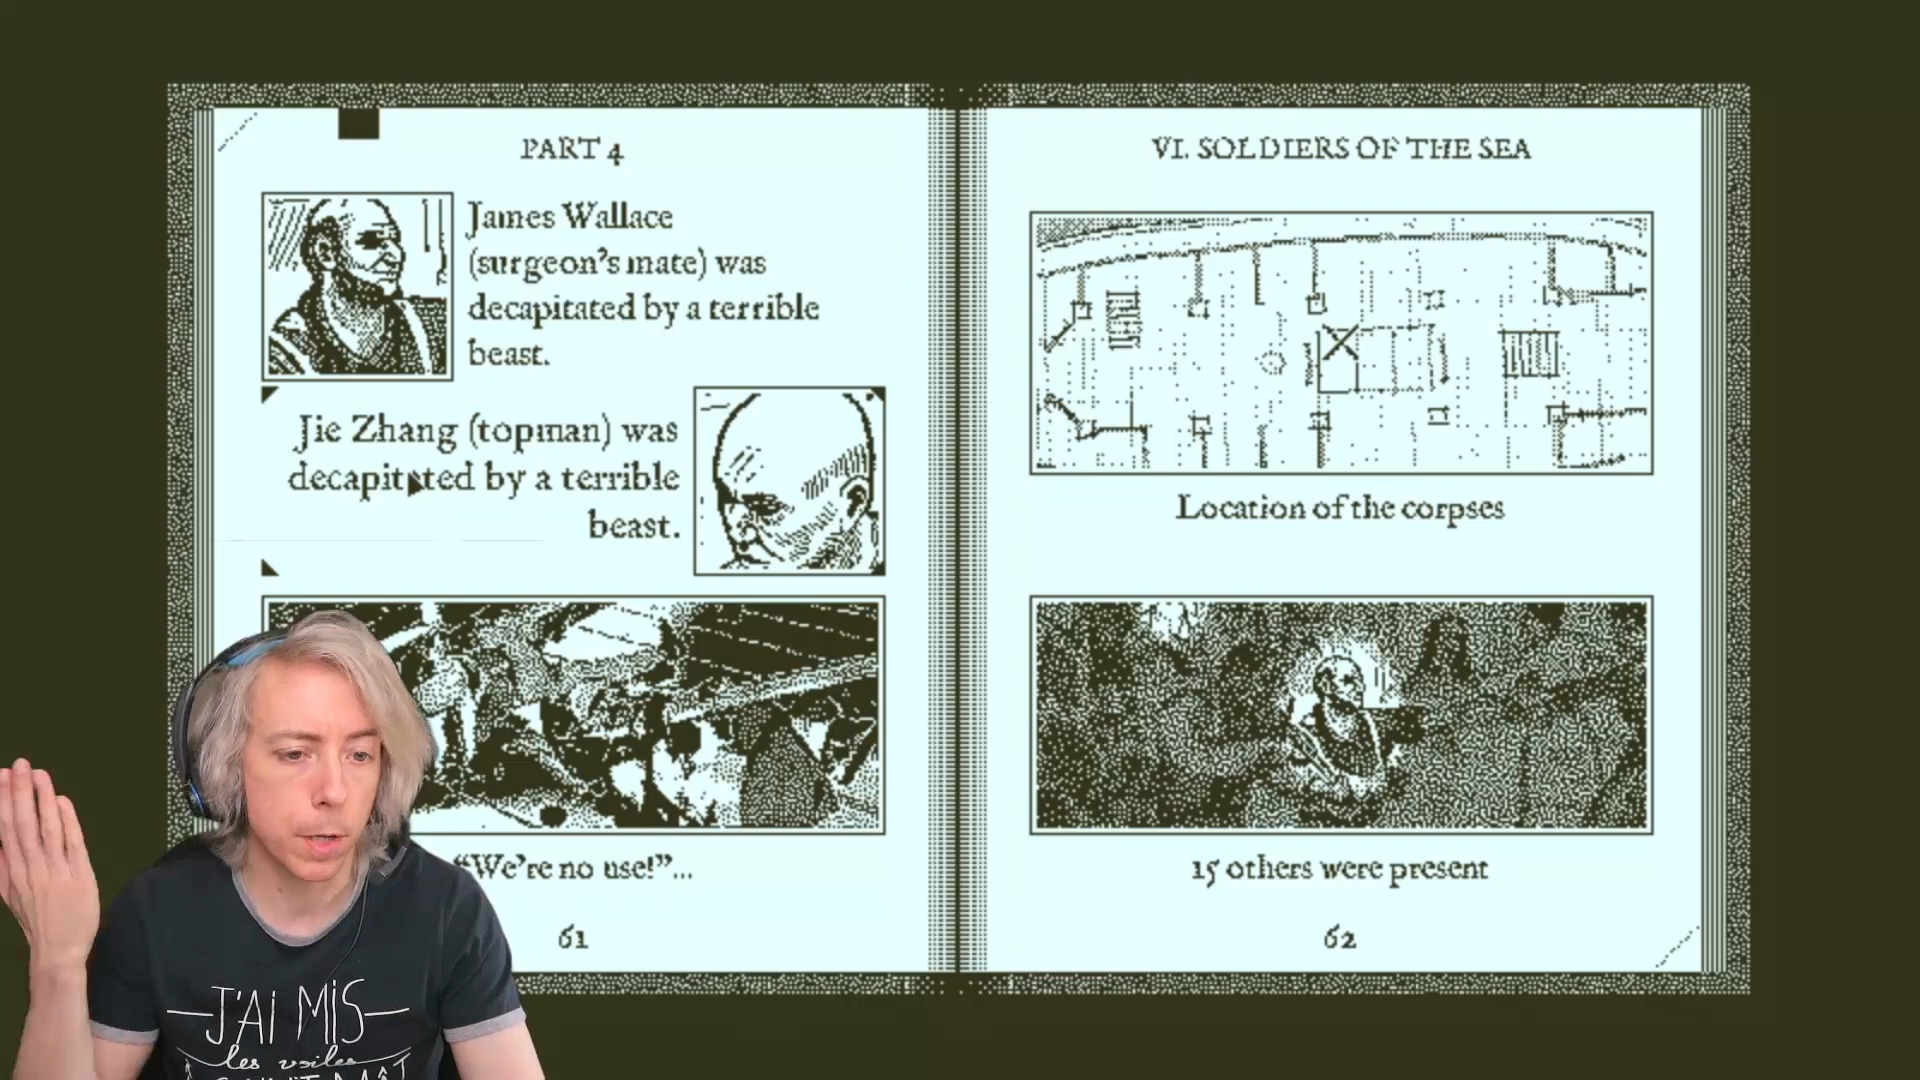 PART 4
James Wallace
(surgeon's mate) was
decapitated by a terrible
beast.
Jie Zhang (topman) was
decapitated by a terrible
beast.
"We're no use!"...
61
VI. SOLDIERS OF THE SEA
Location of the corpses
15 others were present
62
J'AI MIS
les voiles